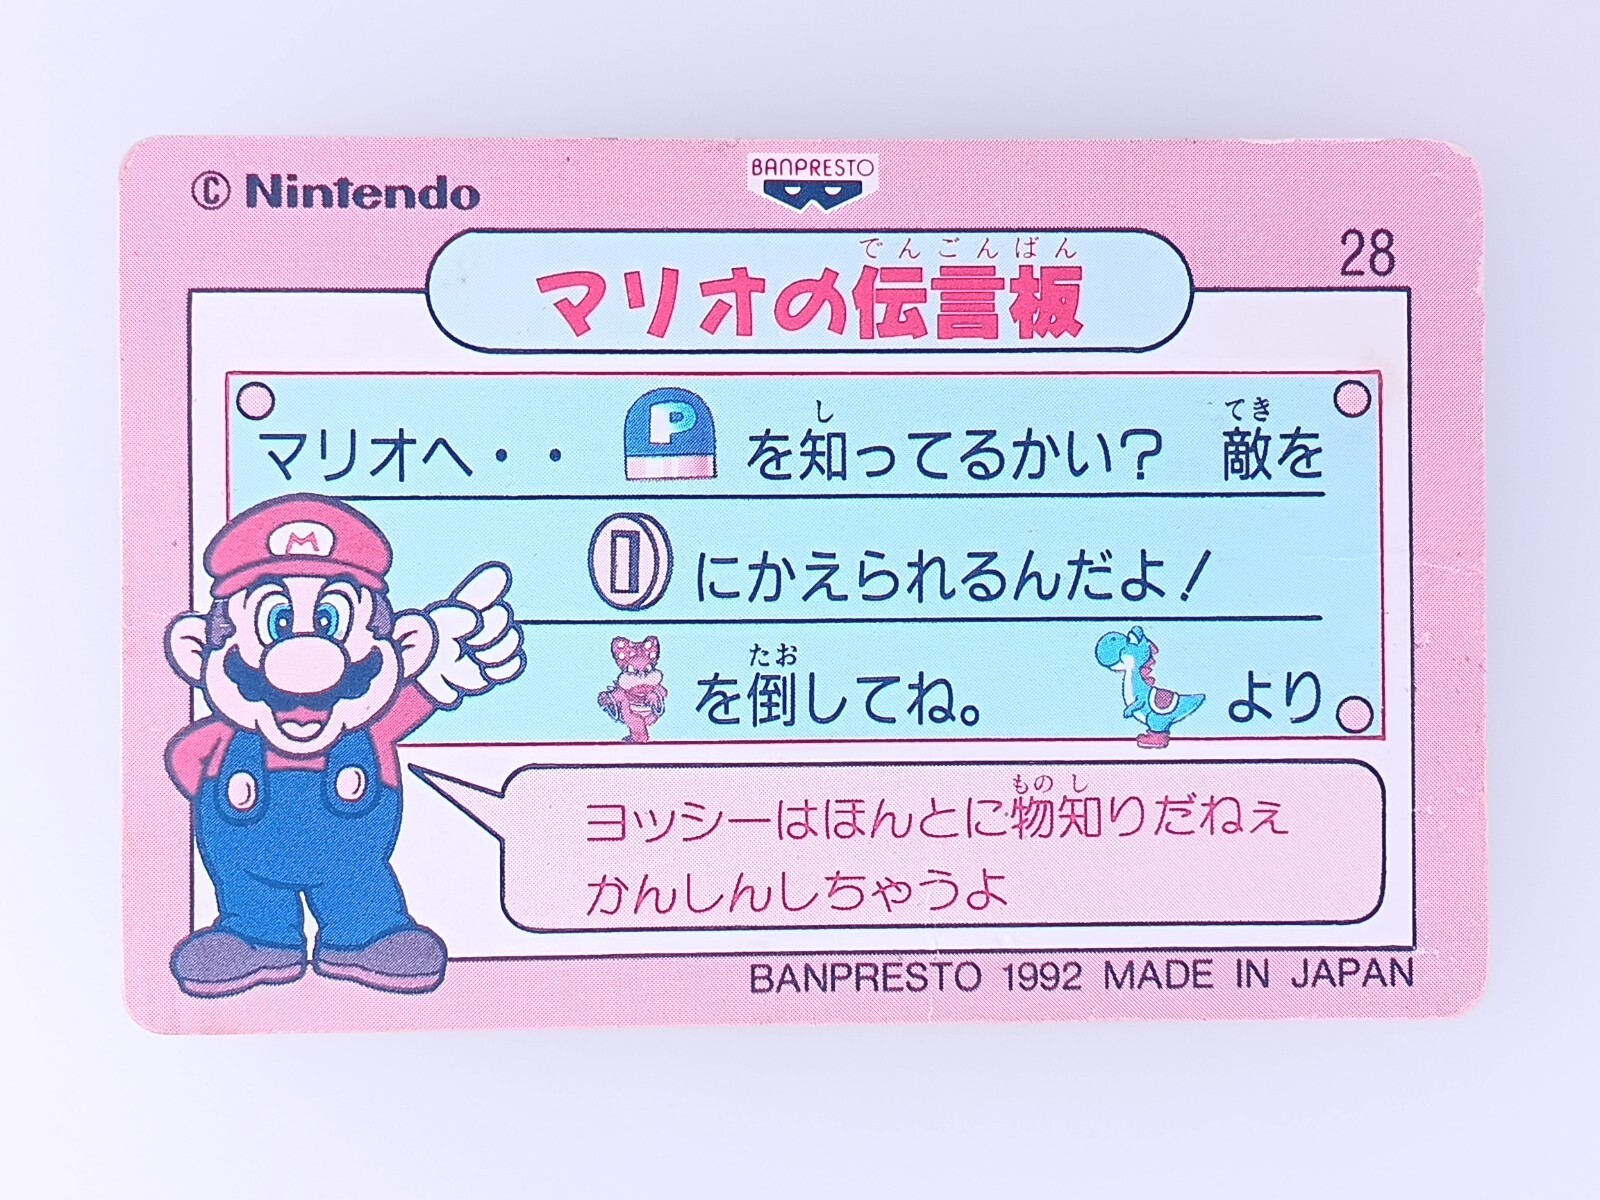 © Nintendo
BANPRESTO
28
でんごんばん
マリオの伝言板
し てき
マリオへ・・ P を知ってるかい? 敵を
にかえられるんだよ!
たお
を倒してね。 より
もの し
ヨッシーはほんとに物知りだねぇ
かんしんしちゃうよ
M
BANPRESTO 1992 MADE IN JAPAN